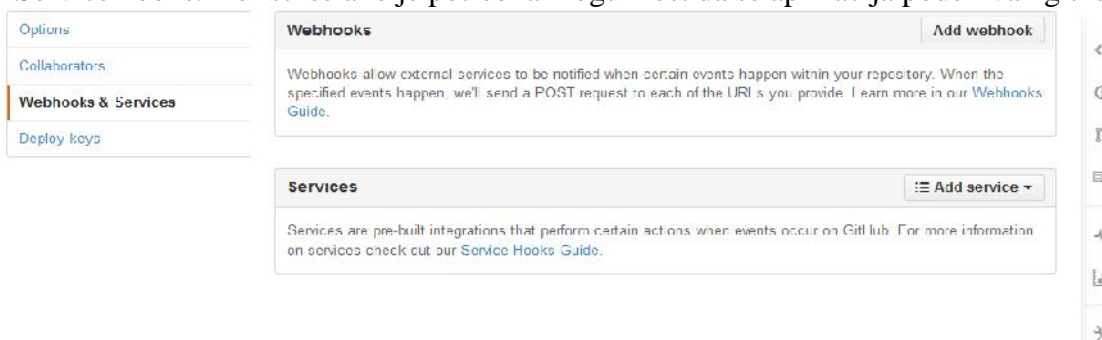 Options
Collaborators
Webhooks & Services
Deploy keys
Webhooks
Add webhook
Webhooks allow external services to be notified when certain events happen within your repository. When the
specified events happen, we'll send a POST request to each of the URLs you provide. Learn more in our Webhooks
Guide.
Services
Add service
Services are pre-built integrations that perform certain actions when events occur on GitHub. For more information
on services check out our Service Hooks Guide.